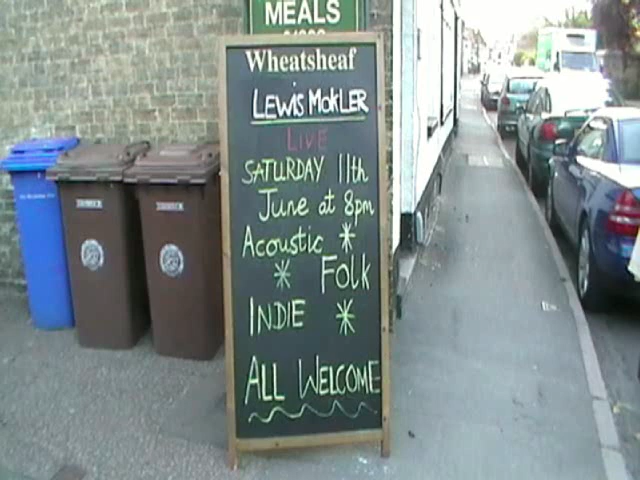 MEALS
Wheatsheaf
LEWIS MOKLER
LIVE
SATURDAY 11th
June at 8pm
Acoustic *
* Folk
INDIE *
ALL WELCOME